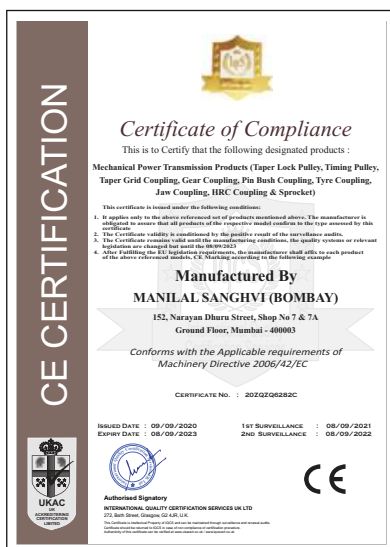 CE CERTIFICATION
Certificate of Compliance
This is to Certify that the following designated products :
Mechanical Power Transmission Products (Taper Lock Pulley, Timing Pulley,
Taper Grid Coupling, Gear Coupling, Pin Bush Coupling, Tyre Coupling,
Jaw Coupling, HRC Coupling & Sprocket)
This certificate is issued under the following conditions:
1. It applies only to the above referenced set of products mentioned above. The manufacturer is
obligated to assure that all products of the respective model confirm to the type assessed by this
certificate
2. The Certificate validity is conditioned by the positive result of the surveillance audits.
3. The Certificate remains valid until the manufacturing conditions, the quality systems or relevant
legislation are changed but until the 08/09/2023
4. After Fulfilling the EU legislation requirments, the manufacturer shall affix to each product
of the above referenced models, CE Marking according to the following example
Manufactured By
MANILAL SANGHVI (BOMBAY)
152, Narayan Dhuru Street, Shop No 7 & 7A
Ground Floor, Mumbai - 400003
Conforms with the Applicable requirements of
Machinery Directive 2006/42/EC
CERTIFICATE NO. : 20ZQZQ6282C
ISSUED DATE : 09/09/2020
EXPIRY DATE : 08/09/2023
1ST SURVEILLANCE : 08/09/2021
2ND SURVEILLANCE : 08/09/2022
CE
Authorised Signatory
INTERNATIONAL QUALITY CERTIFICATION SERVICES UK LTD
272, Bath Street, Glasgow, G2 4JR, U.K.
UKAC
UK
ACKREDITERING
CERTIFICATION
LIMITED